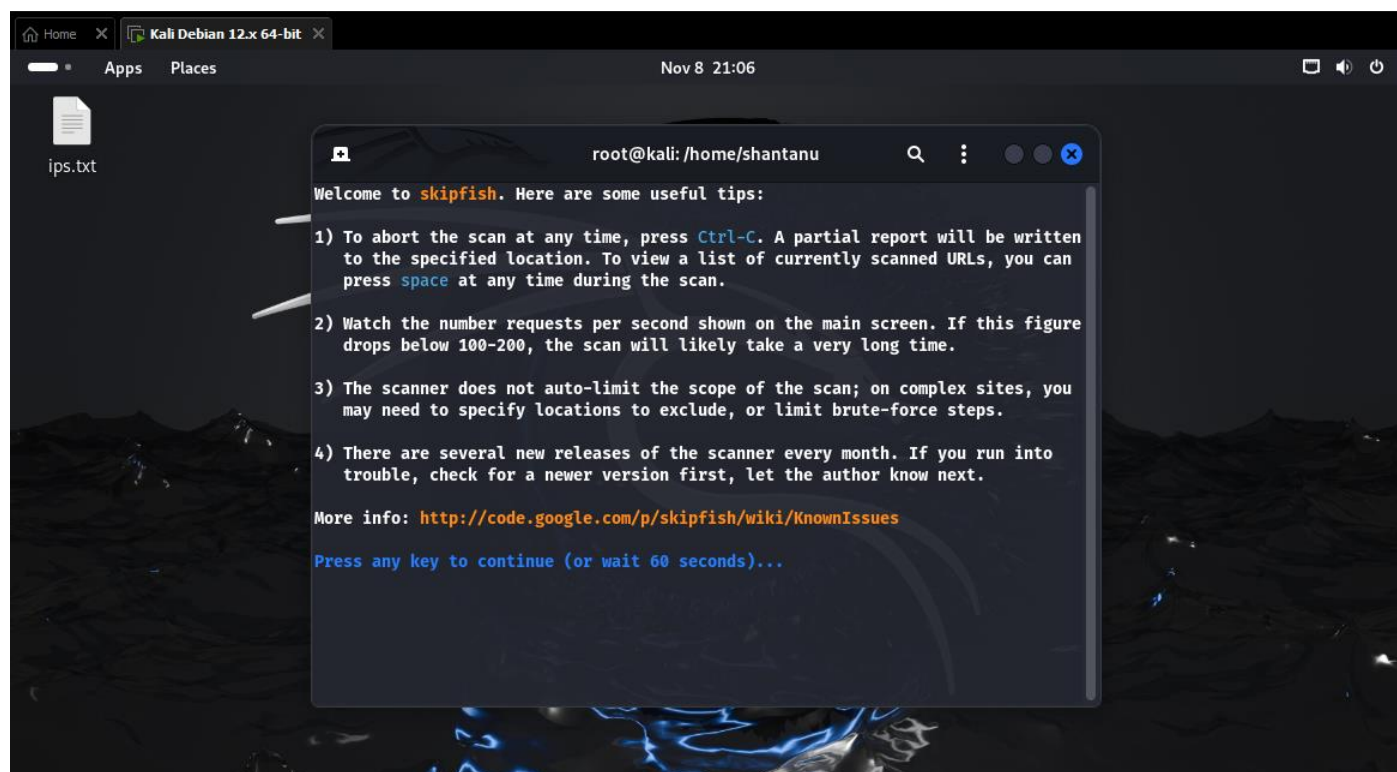 Home
Kali Debian 12.x 64-bit
Apps Places Nov 8 21:06
ips.txt
root@kali: /home/shantanu
Welcome to skipfish. Here are some useful tips:
1) To abort the scan at any time, press Ctrl-C. A partial report will be written
to the specified location. To view a list of currently scanned URLs, you can
press space at any time during the scan.
2) Watch the number requests per second shown on the main screen. If this figure
drops below 100-200, the scan will likely take a very long time.
3) The scanner does not auto-limit the scope of the scan; on complex sites, you
may need to specify locations to exclude, or limit brute-force steps.
4) There are several new releases of the scanner every month. If you run into
trouble, check for a newer version first, let the author know next.
More info: http://code.google.com/p/skipfish/wiki/KnownIssues
Press any key to continue (or wait 60 seconds)...